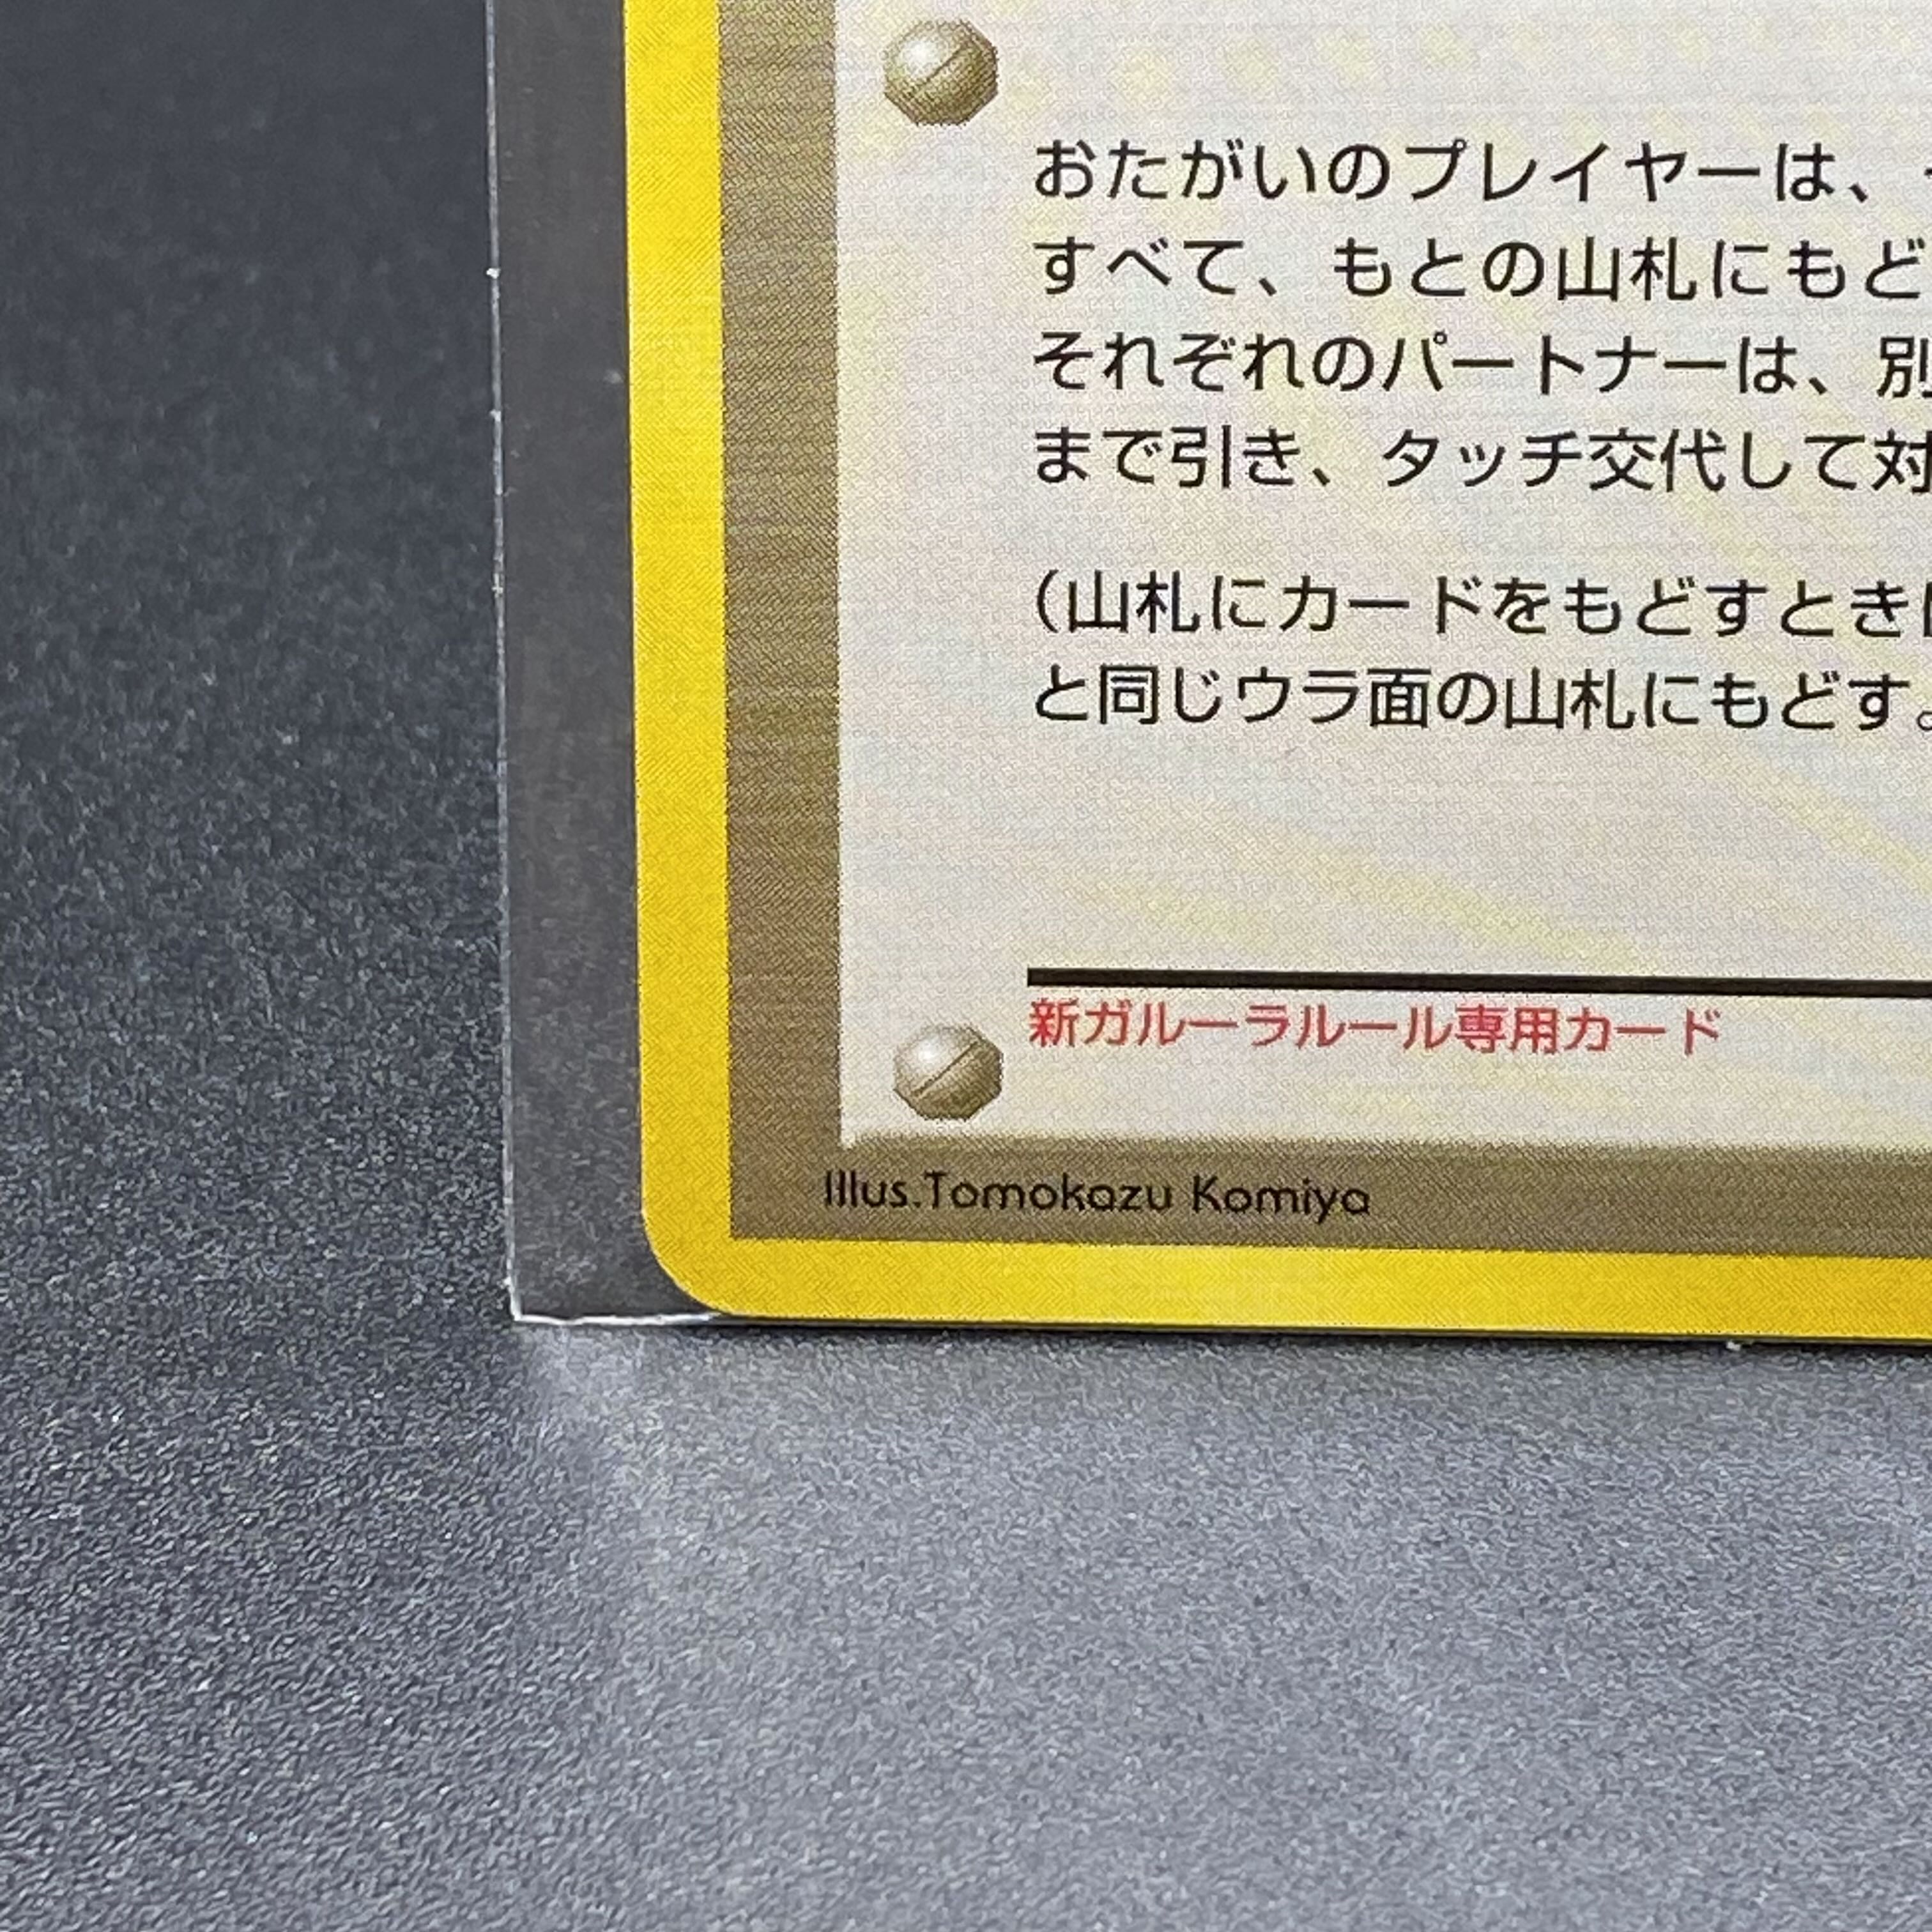 おたがいのプレイヤーは、
すべて、もとの山札にもど
それぞれのパートナーは、別
まで引き、タッチ交代して対
(山札にカードをもどすとき
と同じウラ面の山札にもどす。
新ガルーラルール専用カード
Illus.Tomokazu Komiya